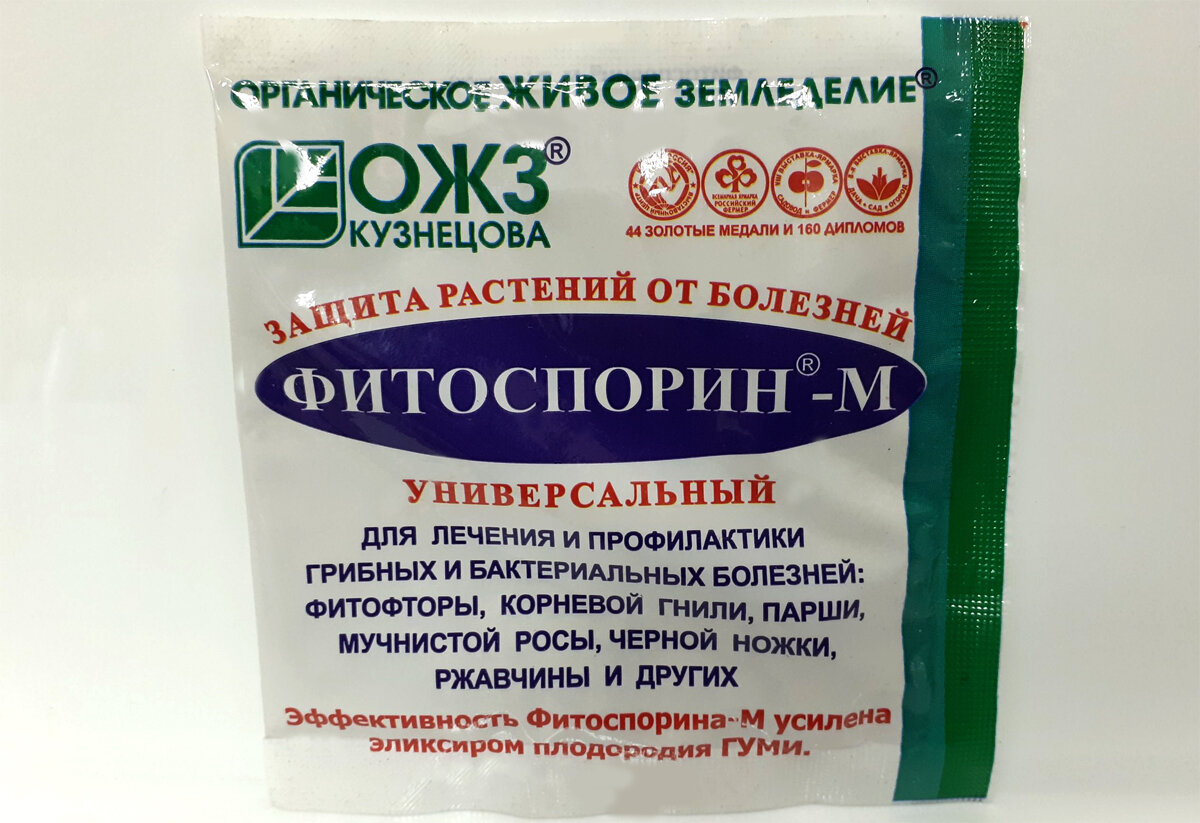 ОРГАНИЧЕСКОЕ ЖИВОЕ ЗЕМЛЕДЕЛИЕ®
ОЖЗ®
КУЗНЕЦОВА
44 ЗОЛОТЫЕ МЕДАЛИ И 160 ДИПЛОМОВ
ЗАЩИТА РАСТЕНИЙ ОТ БОЛЕЗНЕЙ
ФИТОСПОРИН®-М
УНИВЕРСАЛЬНЫЙ
ДЛЯ ЛЕЧЕНИЯ И ПРОФИЛАКТИКИ
ГРИБНЫХ И БАКТЕРИАЛЬНЫХ БОЛЕЗНЕЙ:
ФИТОФТОРЫ, КОРНЕВОЙ ГНИЛИ, ПАРШИ,
МУЧНИСТОЙ РОСЫ, ЧЕРНОЙ НОЖКИ,
РЖАВЧИНЫ И ДРУГИХ
Эффективность Фитоспорина-М усилена
эликсиром плодородия ГУМи.